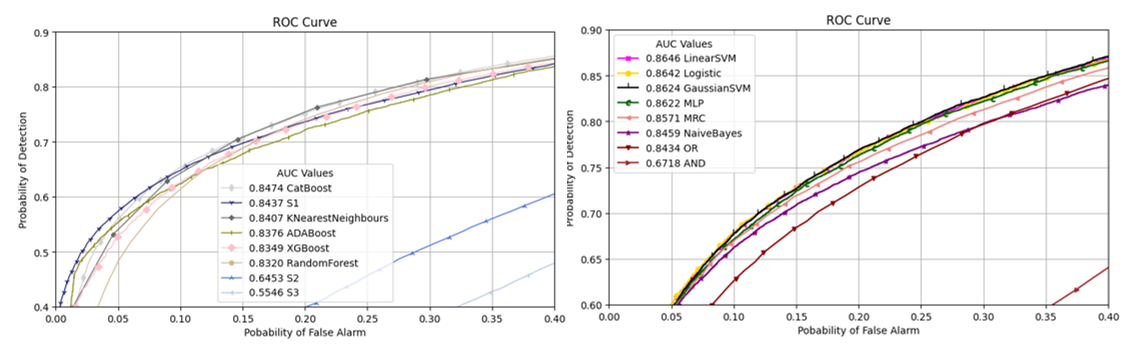 ROC Curve
0.9
0.8
0.7
0.6
0.5
0.4
Probability of Detection
AUC Values
0.8474 CatBoost
0.8437 S1
0.8407 KNearestNeighbours
0.8376 ADABoost
0.8349 XGBoost
0.8320 RandomForest
0.6453 S2
0.5546 S3
0.00 0.05 0.10 0.15 0.20 0.25 0.30 0.35 0.40
Pobability of False Alarm
ROC Curve
0.90
0.85
0.80
0.75
0.70
0.65
0.60
Probability of Detection
AUC Values
0.8646 LinearSVM
0.8642 Logistic
0.8624 GaussianSVM
0.8622 MLP
0.8571 MRC
0.8459 NaiveBayes
0.8434 OR
0.6718 AND
0.00 0.05 0.10 0.15 0.20 0.25 0.30 0.35 0.40
Pobability of False Alarm